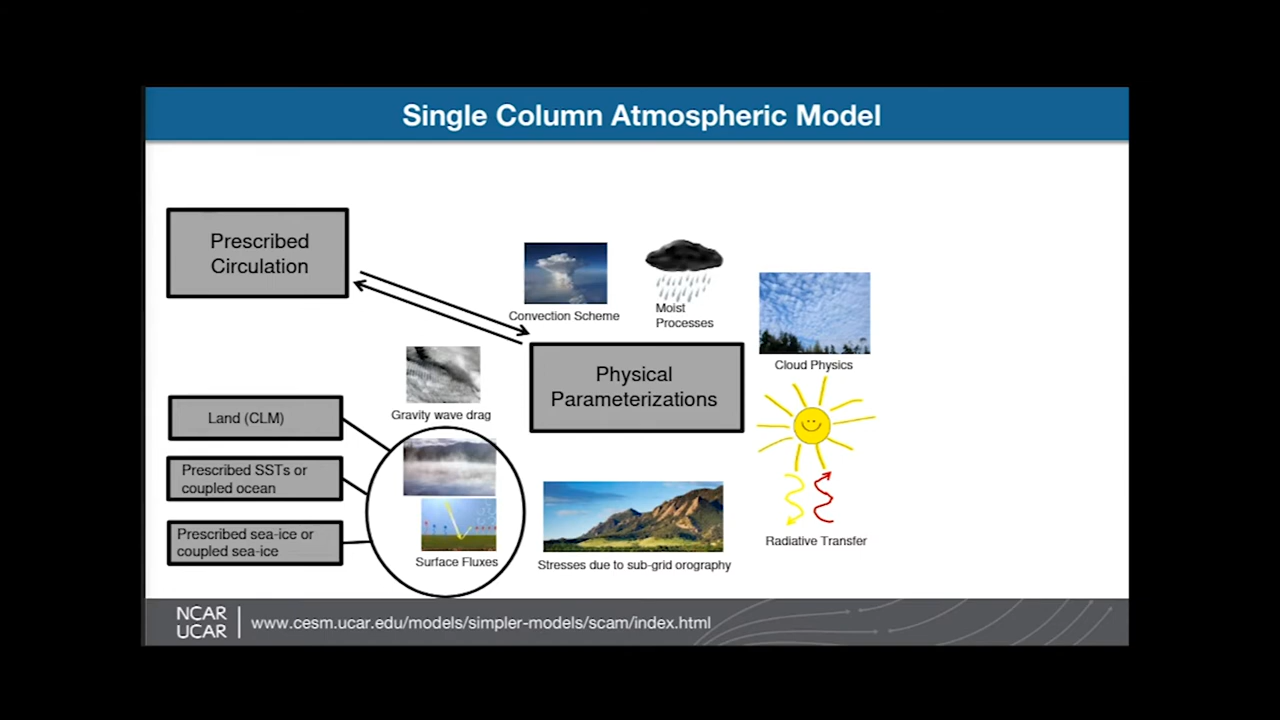 Single Column Atmospheric Model
Prescribed
Circulation
Convection Scheme
Moist
Processes
Cloud Physics
Physical
Parameterizations
Gravity wave drag
Land (CLM)
Prescribed SSTs or
coupled ocean
Prescribed sea-ice or
coupled sea-ice
Surface Fluxes
Stresses due to sub-grid orography
Radiative Transfer
NCAR
UCAR
www.cesm.ucar.edu/models/simpler-models/scam/index.html